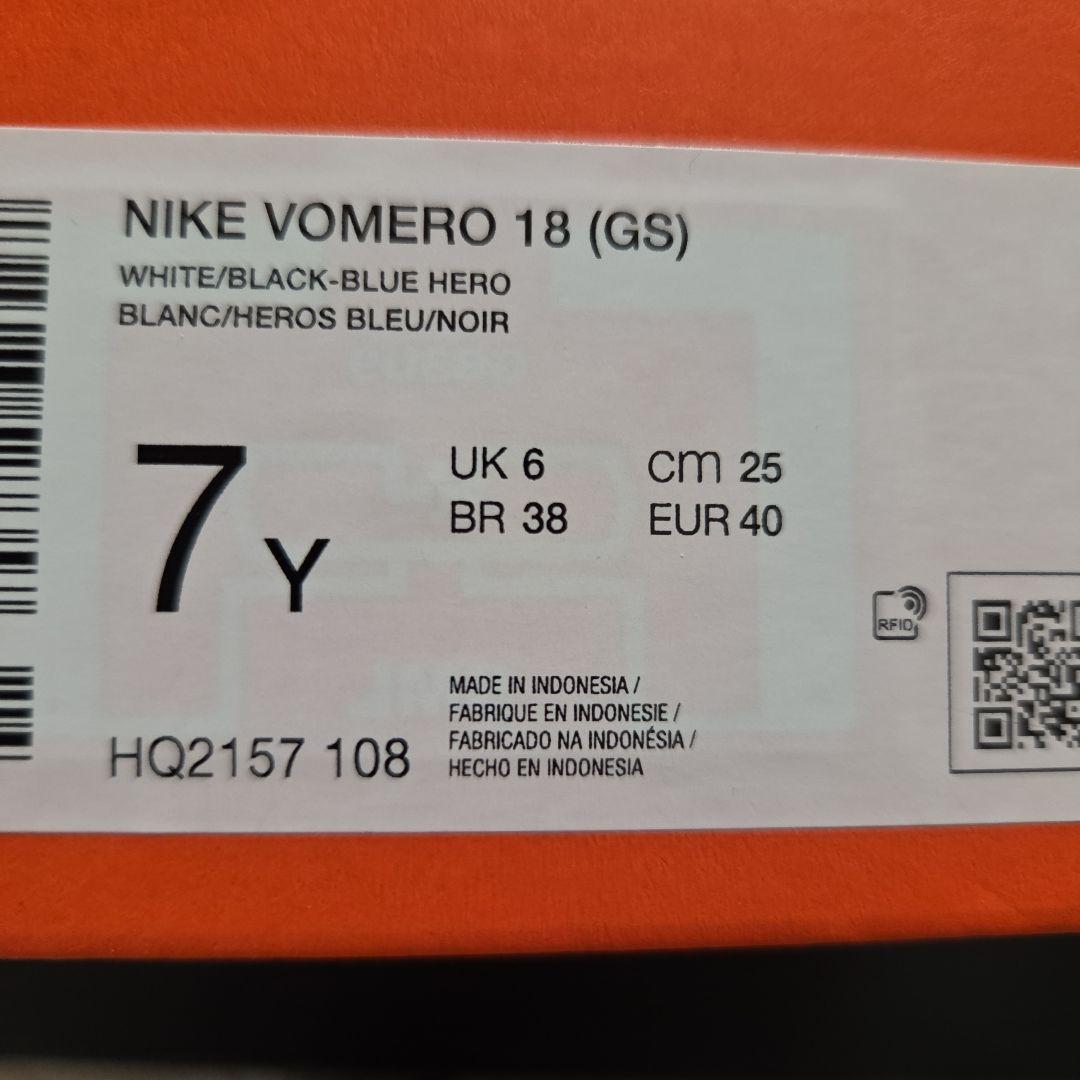 NIKE VOMERO 18 (GS)
WHITE/BLACK-BLUE HERO
BLANC/HEROS BLEU/NOIR
7 Y
UK 6 CM 25
BR 38 EUR 40
RFID
MADE IN INDONESIA /
FABRIQUE EN INDONESIE /
FABRICADO NA INDONÉSIA /
HECHO EN INDONESIA
HQ2157 108